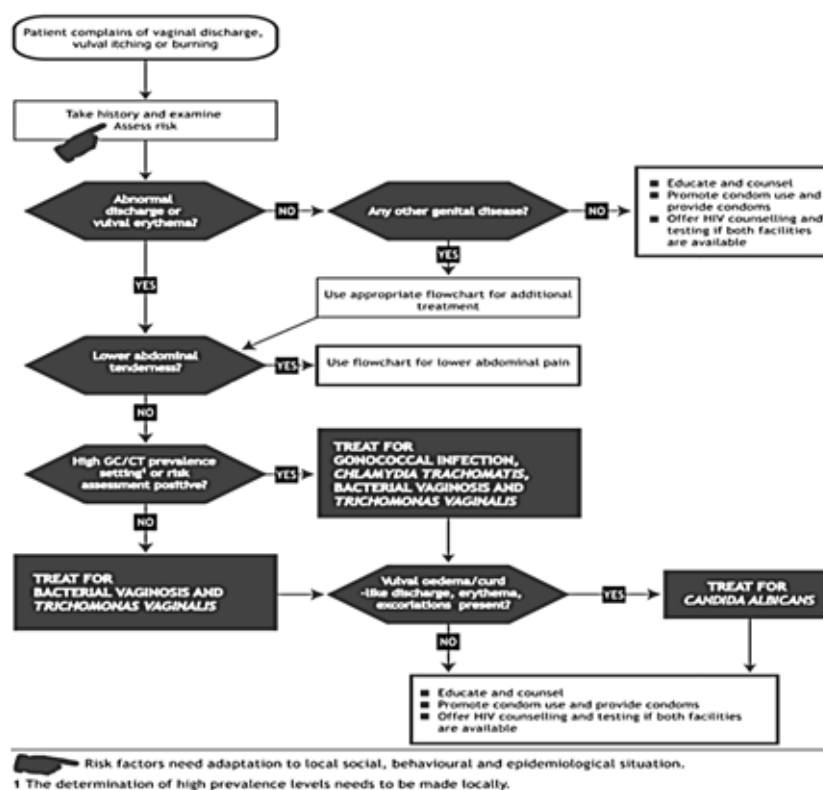 Patient complains of vaginal discharge,
vulval itching or burning
Take history and examine
Assess risk
Abnormal
discharge or
vulval erythema?
NO
Any other genital disease?
NO
■ Educate and counsel
■ Promote condom use and
provide condoms
■ Offer HIV counselling and
testing if both facilities
are available
YES
YES
Use appropriate flowchart for additional
treatment
Lower abdominal
tenderness?
YES
Use flowchart for lower abdominal pain
NO
High GC/CT prevalence
setting¹ or risk
assessment positive?
YES
TREAT FOR
GONOCOCCAL INFECTION,
CHLAMYDIA TRACHOMATIS,
BACTERIAL VAGINOSIS AND
TRICHOMONAS VAGINALIS
NO
TREAT FOR
BACTERIAL VAGINOSIS AND
TRICHOMONAS VAGINALIS
Vulval oedema/curd
-like discharge, erythema,
excoriations present?
YES
TREAT FOR
CANDIDA ALBICANS
NO
■ Educate and counsel
■ Promote condom use and provide condoms
■ Offer HIV counselling and testing if both facilities
are available
Risk factors need adaptation to local social, behavioural and epidemiological situation.
1 The determination of high prevalence levels needs to be made locally.